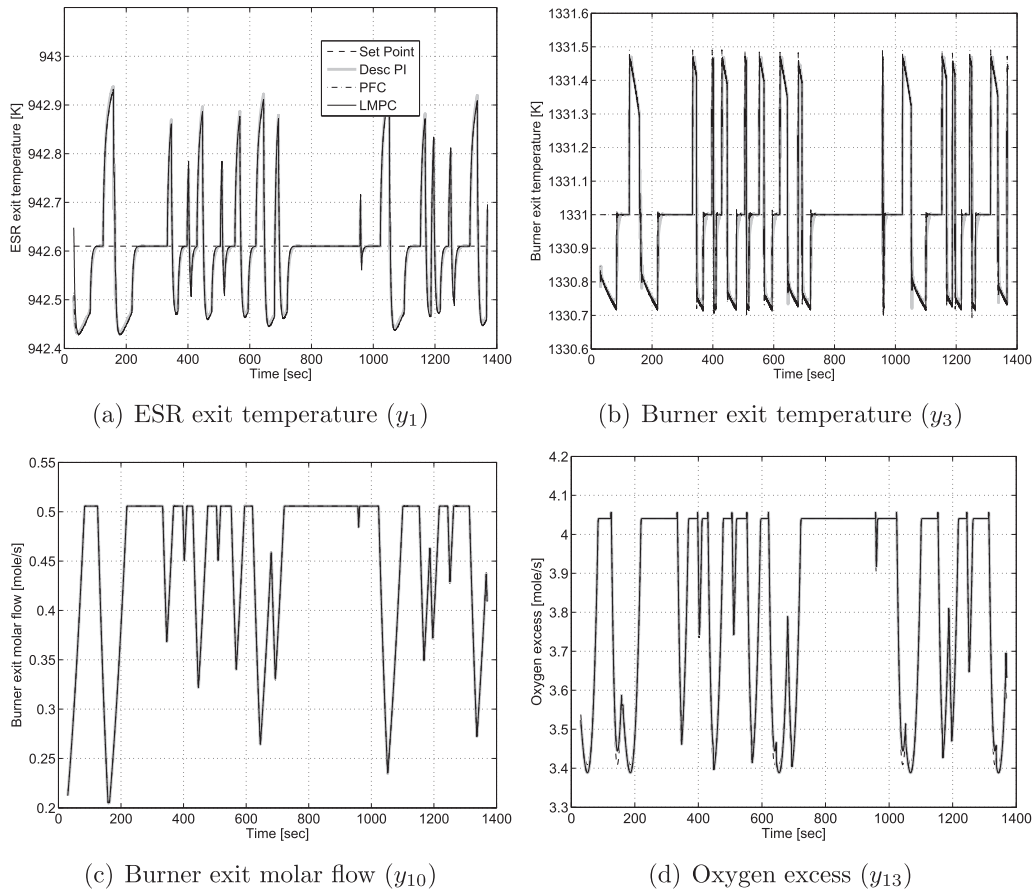 943
942.9
942.8
942.7
942.6
942.5
942.4
0 200 400 600 800 1000 1200 1400
Time [sec]
ESR exit temperature [K]
Set Point
Desc PI
PFC
LMPC
(a) ESR exit temperature (y1)
1331.6
1331.5
1331.4
1331.3
1331.2
1331.1
1331
1330.9
1330.8
1330.7
1330.6
0 200 400 600 800 1000 1200 1400
Time [sec]
Burner exit temperature [K]
(b) Burner exit temperature (y3)
0.55
0.5
0.45
0.4
0.35
0.3
0.25
0.2
0 200 400 600 800 1000 1200 1400
Time [sec]
Burner exit molar flow [mole/s]
(c) Burner exit molar flow (y10)
4.2
4.1
4
3.9
3.8
3.7
3.6
3.5
3.4
3.3
0 200 400 600 800 1000 1200 1400
Time [sec]
Oxygen excess [mole/s]
(d) Oxygen excess (y13)